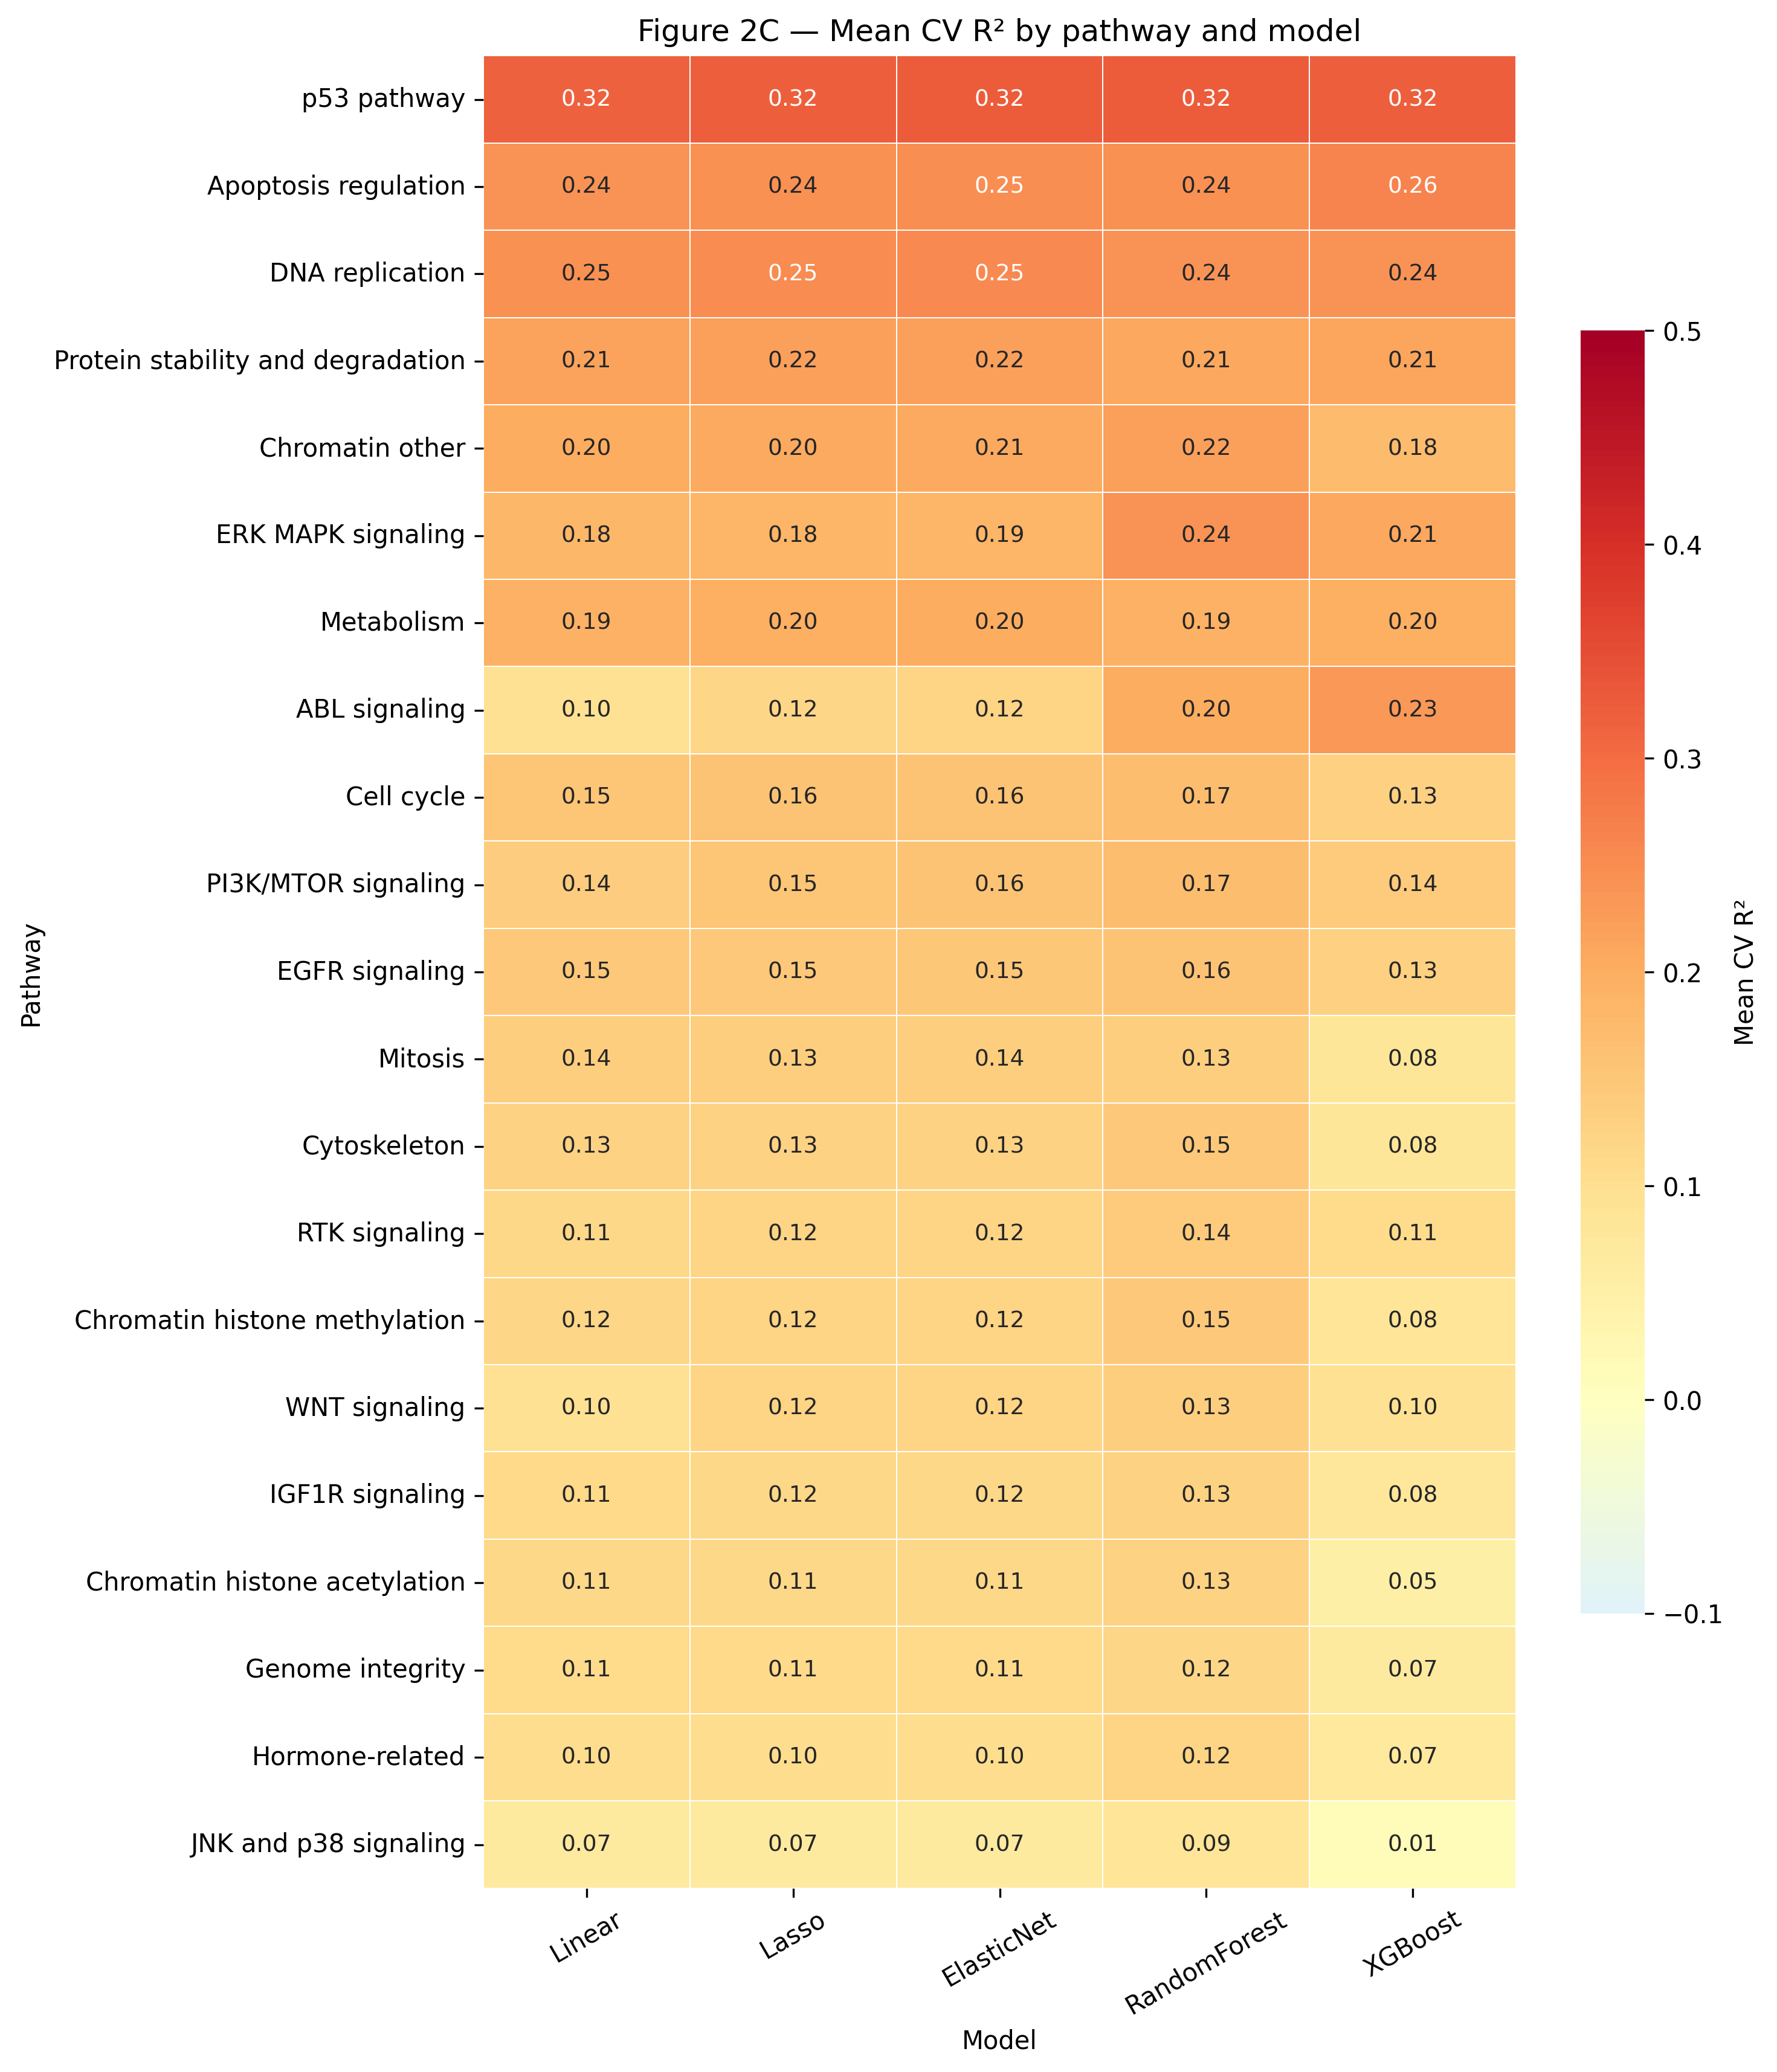 Figure 2C — Mean CV R² by pathway and model
p53 pathway 0.32 0.32 0.32 0.32 0.32
Apoptosis regulation 0.24 0.24 0.25 0.24 0.26
DNA replication 0.25 0.25 0.25 0.24 0.24
Protein stability and degradation 0.21 0.22 0.22 0.21 0.21
Chromatin other 0.20 0.20 0.21 0.22 0.18
ERK MAPK signaling 0.18 0.18 0.19 0.24 0.21
Metabolism 0.19 0.20 0.20 0.19 0.20
ABL signaling 0.10 0.12 0.12 0.20 0.23
Cell cycle 0.15 0.16 0.16 0.17 0.13
PI3K/MTOR signaling 0.14 0.15 0.16 0.17 0.14
EGFR signaling 0.15 0.15 0.15 0.16 0.13
Mitosis 0.14 0.13 0.14 0.13 0.08
Cytoskeleton 0.13 0.13 0.13 0.15 0.08
RTK signaling 0.11 0.12 0.12 0.14 0.11
Chromatin histone methylation 0.12 0.12 0.12 0.15 0.08
WNT signaling 0.10 0.12 0.12 0.13 0.10
IGF1R signaling 0.11 0.12 0.12 0.13 0.08
Chromatin histone acetylation 0.11 0.11 0.11 0.13 0.05
Genome integrity 0.11 0.11 0.11 0.12 0.07
Hormone-related 0.10 0.10 0.10 0.12 0.07
JNK and p38 signaling 0.07 0.07 0.07 0.09 0.01
Linear Lasso ElasticNet RandomForest XGBoost
Model
Pathway
0.5
0.4
0.3
0.2
0.1
0.0
−0.1
Mean CV R²